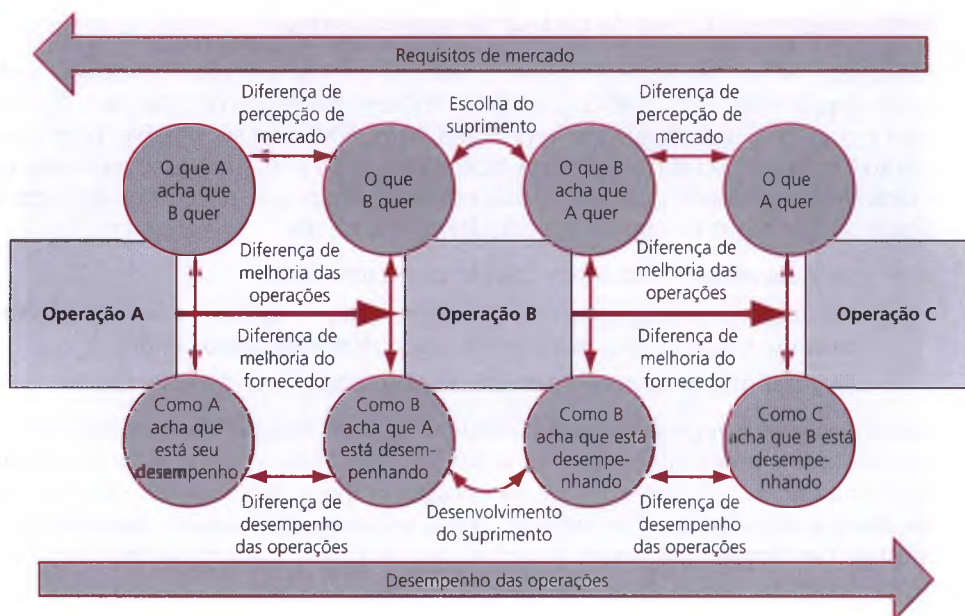 Requisitos de mercado
Diferença de
percepção de
mercado
Escolha do
suprimento
Diferença de
percepção de
mercado
O que A
acha que
B quer
O que
B quer
O que B
acha que
A quer
O que
A quer
Diferença de
melhoria das
operações
Diferença de
melhoria das
operações
Operação A
Operação B
Operação C
Diferença de
melhoria do
fornecedor
Diferença de
melhoria do
fornecedor
Como A
acha que
está seu
desempenho
Como B
acha que A
está desem-
penhando
Como B
acha que está
desempe-
nhando
Como C
acha que B está
desempe-
nhando
Diferença de
desempenho
das operações
Desenvolvimento
do suprimento
Diferença de
desempenho
das operações
Desempenho das operações